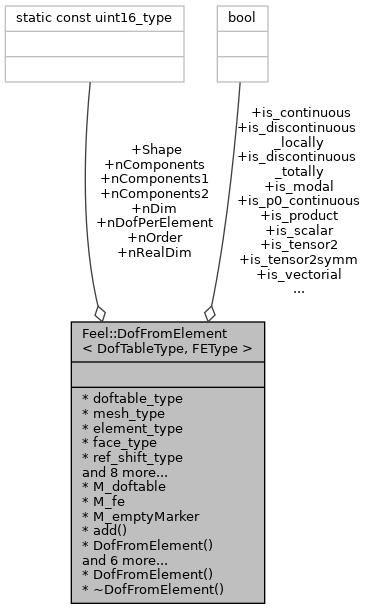 static const uint16_type
bool
+Shape
+nComponents
+nComponents1
+nComponents2
+nDim
+nDofPerElement
+nOrder
+nRealDim
+is_continuous
+is_discontinuous
_locally
+is_discontinuous
_totally
+is_modal
+is_p0_continuous
+is_product
+is_scalar
+is_tensor2
+is_tensor2symm
+is_vectorial
...
Feel::DofFromElement
< DofTableType, FEType >
* doftable_type
* mesh_type
* element_type
* face_type
* ref_shift_type
and 8 more...
* M_doftable
* M_fe
* M_emptyMarker
* add()
* DofFromElement()
and 6 more...
* DofFromElement()
* ~DofFromElement()